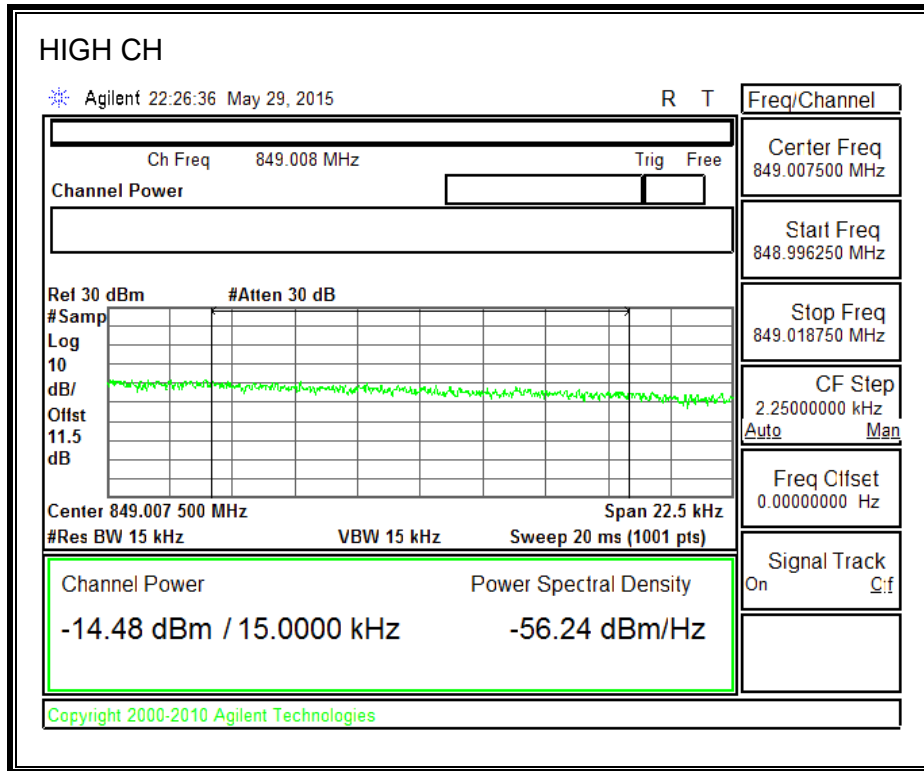 HIGH CH
Agilent 22:26:36 May 29, 2015 R T
Freq/Channel
Ch Freq 849.008 MHz Trig Free
Channel Power
Center Freq
849.007500 MHz
Start Freq
848.996250 MHz
Stop Freq
849.018750 MHz
CF Step
2.25000000 kHz
Auto Man
Freq Offset
0.00000000 Hz
Signal Track
On Off
Ref 30 dBm #Atten 30 dB
#Samp
Log
10
dB/
Offst
11.5
dB
Center 849.007 500 MHz Span 22.5 kHz
#Res BW 15 kHz VBW 15 kHz Sweep 20 ms (1001 pts)
Channel Power Power Spectral Density
-14.48 dBm / 15.0000 kHz -56.24 dBm/Hz
Copyright 2000-2010 Agilent Technologies